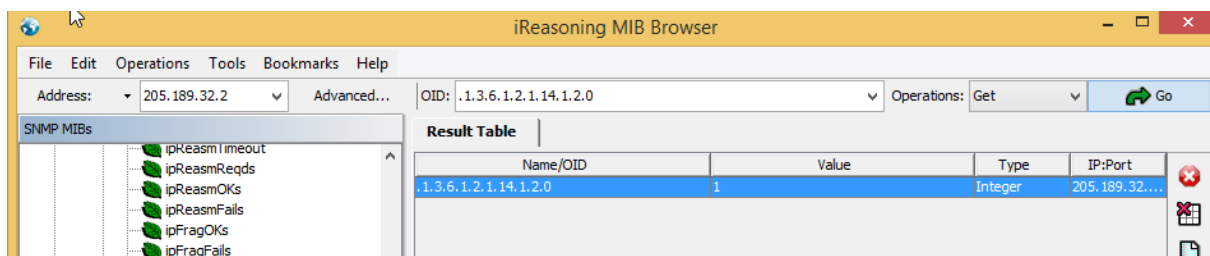 iReasoning MIB Browser
File Edit Operations Tools Bookmarks Help
Address: 205.189.32.2 Advanced... OID: .1.3.6.1.2.1.14.1.2.0 Operations: Get Go
SNMP MIBs
Result Table
Name/OID Value Type IP:Port
.1.3.6.1.2.1.14.1.2.0 1 Integer 205.189.32....
ipReasmTimeout
ipReasmReqds
ipReasmOKs
ipReasmFails
ipFragOKs
ipFragFails